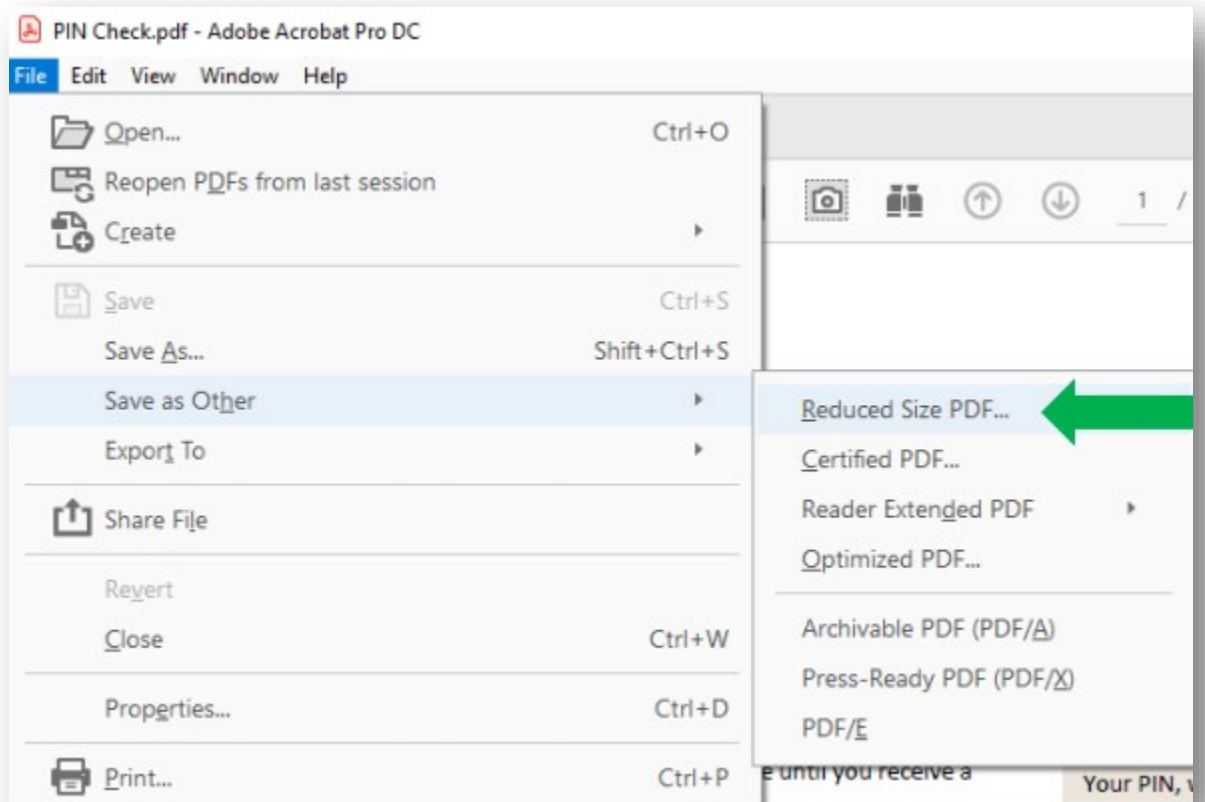 PIN Check.pdf - Adobe Acrobat Pro DC
File Edit View Window Help
Open... Ctrl+O
Reopen PDFs from last session
Create
1 /
Save Ctrl+S
Save As... Shift+Ctrl+S
Save as Other
Reduced Size PDF...
Export To
Certified PDF...
Reader Extended PDF
Share File
Optimized PDF...
Revert
Archivable PDF (PDF/A)
Close Ctrl+W
Press-Ready PDF (PDF/X)
Properties... Ctrl+D
PDF/E
Print... Ctrl+P
e until you receive a
Your PIN,